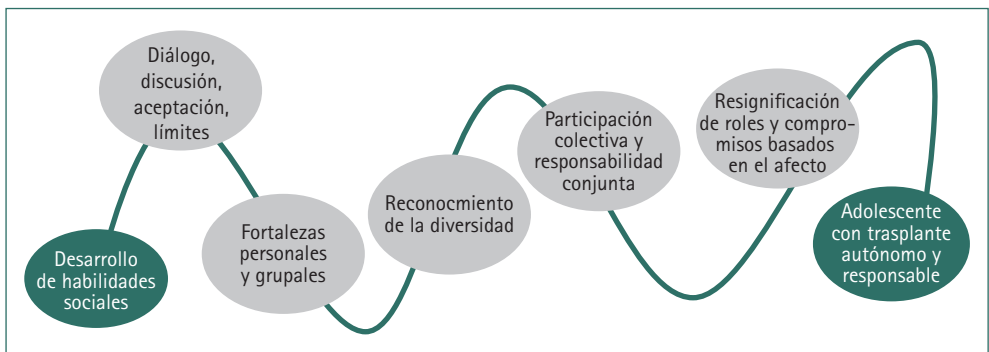 Desarrollo
de habilidades
sociales
Diálogo,
discusión,
aceptación,
límites
Fortalezas
personales
y grupales
Reconocmiento
de la diversidad
Participación
colectiva y
responsabilidad
conjunta
Resignificación
de roles y compro-
misos basados
en el afecto
Adolescente
con trasplante
autónomo y
responsable